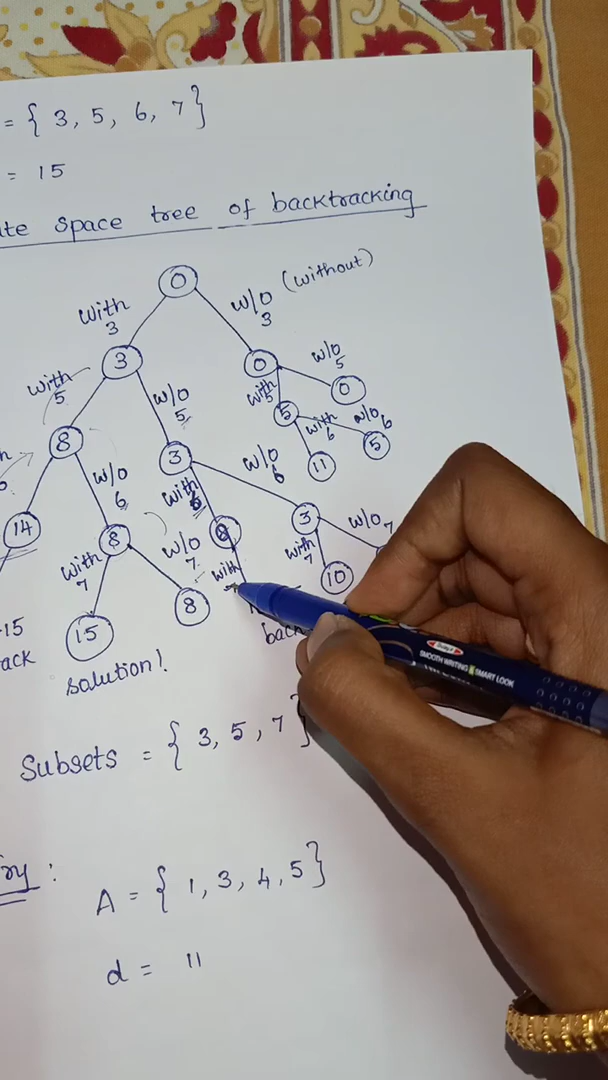 = { 3, 5, 6, 7 }
= 15
te space tree of backtracking
0
with 3
w/o 3
(without)
3
0
with 5
w/o 5
with 5
w/o 5
0
8
3
5
with 6
w/o 6
11
5
w/o 6
with 6
w/o 6
14
8
3
with 7
w/o 7
with
with 7
w/o 7
10
15
8
15
ack
solution!
back
Subsets = { 3, 5, 7 }
:
A = { 1, 3, 4, 5 }
d = 11
SMOOTH WRITING & SMART LOOK